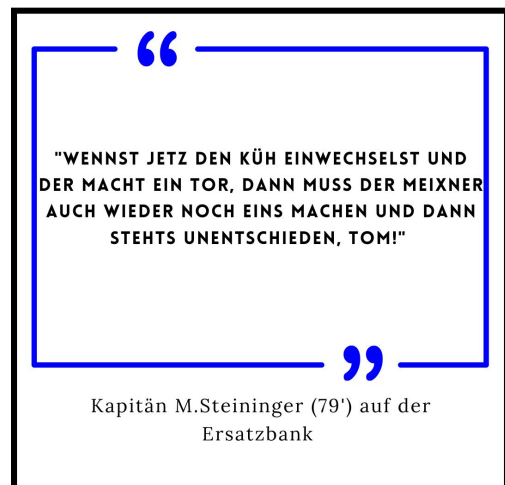 “
"WENNST JETZ DEN KÜH EINWECHSELST UND
DER MACHT EIN TOR, DANN MUSS DER MEIXNER
AUCH WIEDER NOCH EINS MACHEN UND DANN
STEHTS UNENTSCHIEDEN, TOM!"
”
Kapitän M.Steininger (79') auf der
Ersatzbank